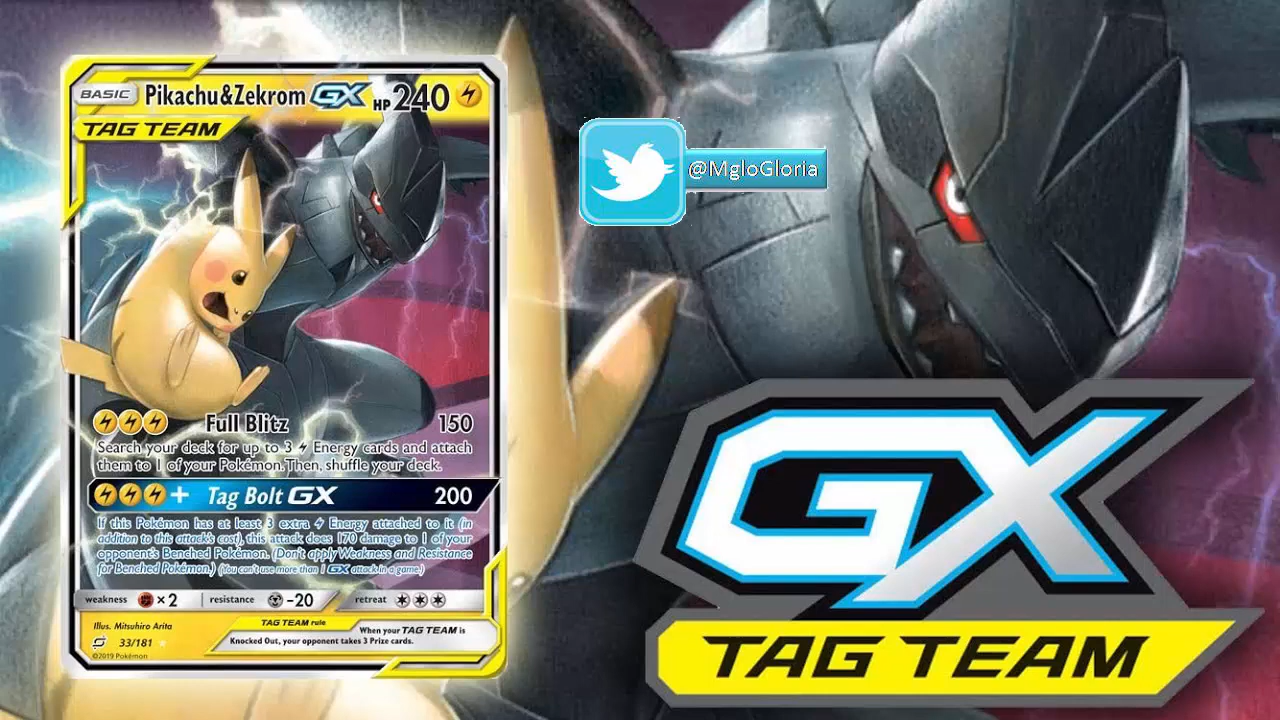 BASIC Pikachu&Zekrom GX HP 240
TAG TEAM
@MgloGloria
Full Blitz 150
Search your deck for up to 3 Energy cards and attach
them to 1 of your Pokémon. Then, shuffle your deck.
+ Tag Bolt GX 200
If this Pokémon has at least 3 extra Energy attached to it (in
addition to this attack's cost), this attack does 170 damage to 1 of your
opponent's Benched Pokémon. (Don't apply Weakness and Resistance
for Benched Pokémon.) (You can't use more than 1 GX attack in a game.)
weakness ×2 resistance -20 retreat
Illus. Mitsuhiro Arita
33/181
©2019 Pokémon
TAG TEAM rule
When your TAG TEAM is
Knocked Out, your opponent takes 3 Prize cards.
GX
TAG TEAM